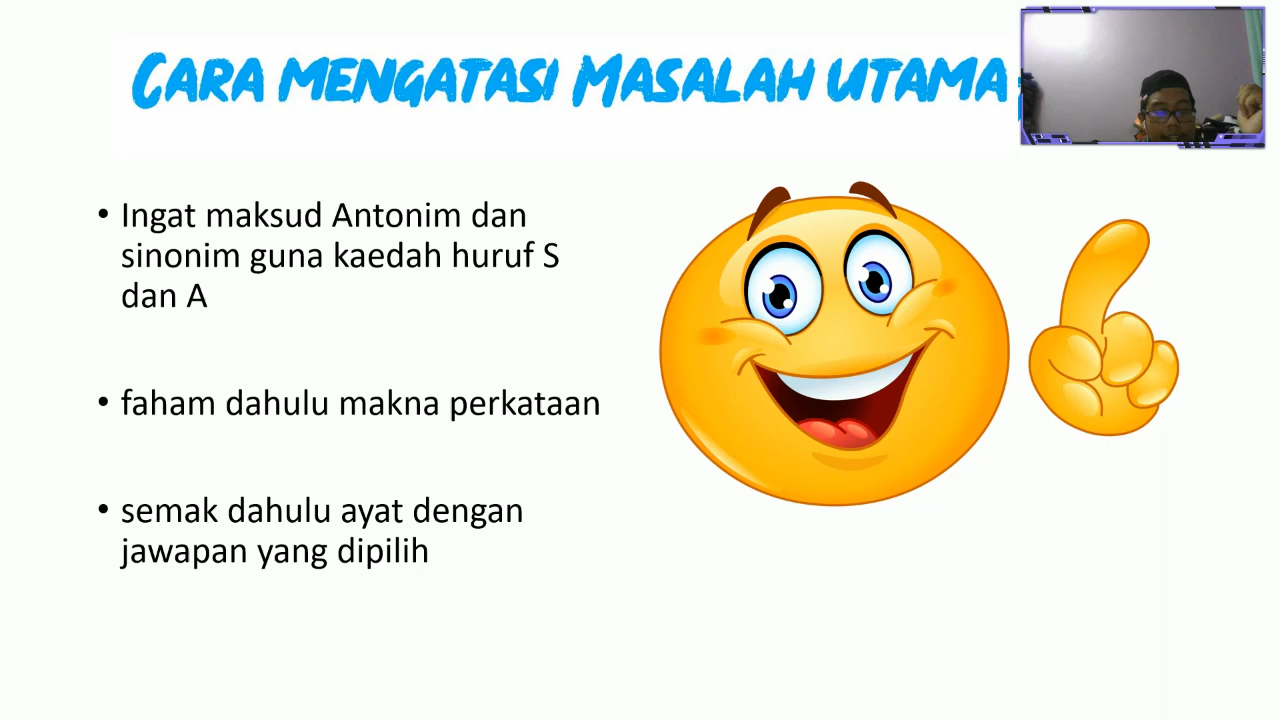 CARA MENGATASI MASALAH UTAMA
• Ingat maksud Antonim dan
sinonim guna kaedah huruf S
dan A
• faham dahulu makna perkataan
• semak dahulu ayat dengan
jawapan yang dipilih